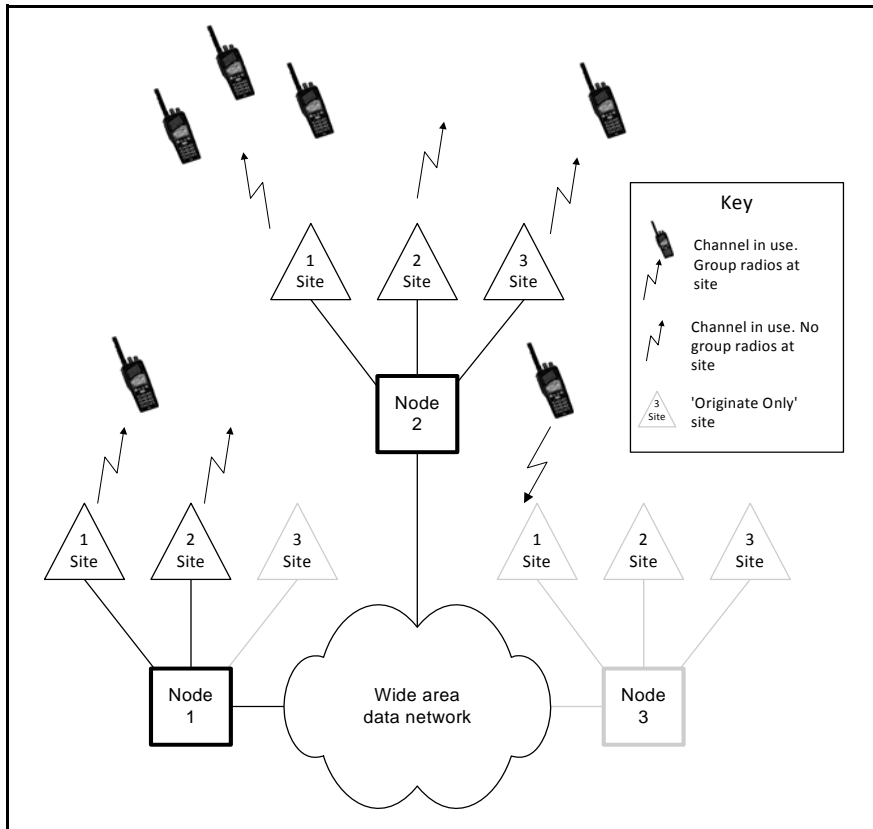 1
Site
2
Site
3
Site
Key
Channel in use.
Group radios at
site
Channel in use. No
group radios at
site
3
Site
'Originate Only'
site
Node
2
1
Site
2
Site
3
Site
1
Site
2
Site
3
Site
Node
1
Wide area
data network
Node
3